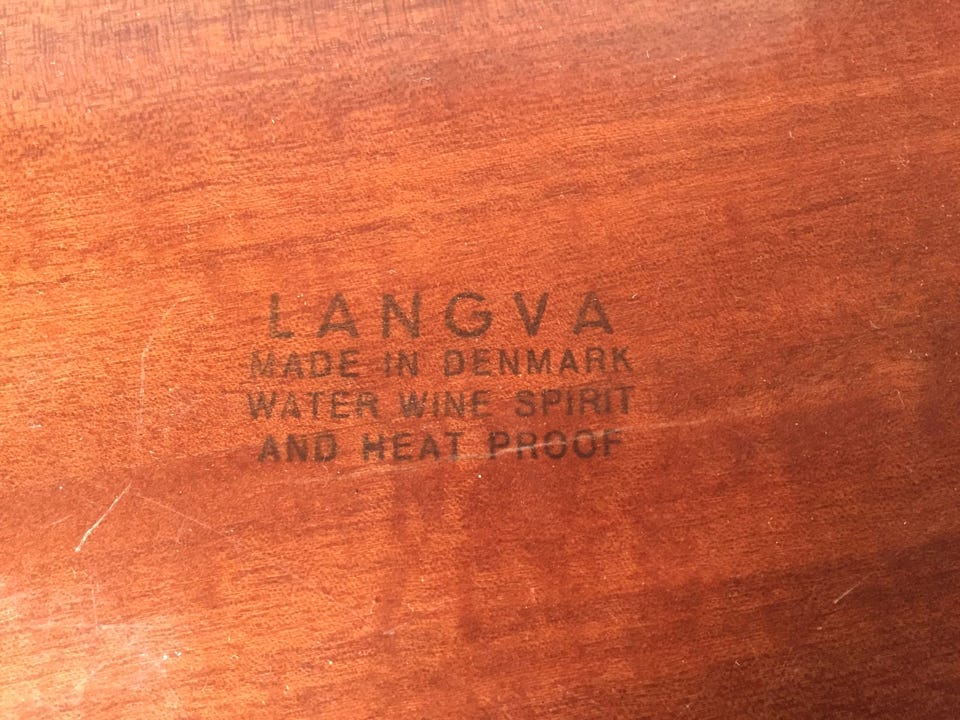 LANGVA
MADE IN DENMARK
WATER WINE SPIRIT
AND HEAT PROOF